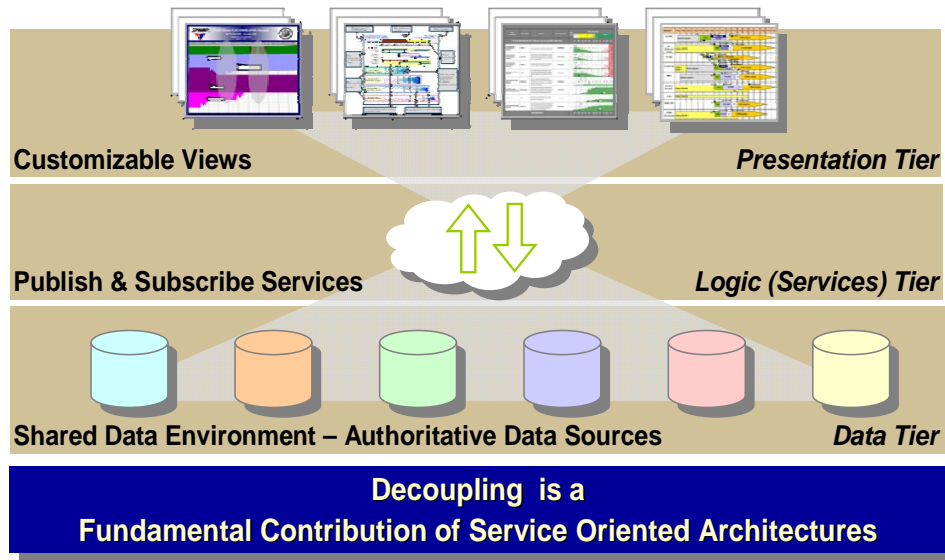 Customizable Views
Presentation Tier
Publish & Subscribe Services
Logic (Services) Tier
Shared Data Environment – Authoritative Data Sources
Data Tier
Decoupling is a
Fundamental Contribution of Service Oriented Architectures